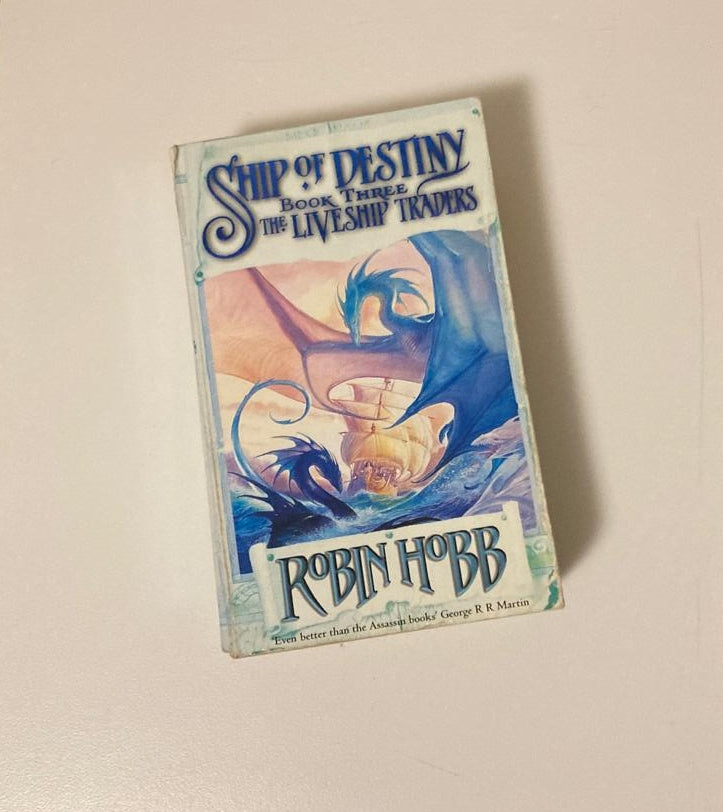 SHIP OF DESTINY
BOOK THREE
THE LIVESHIP TRADERS
ROBIN HOBB
'Even better than the Assassin books' George R R Martin